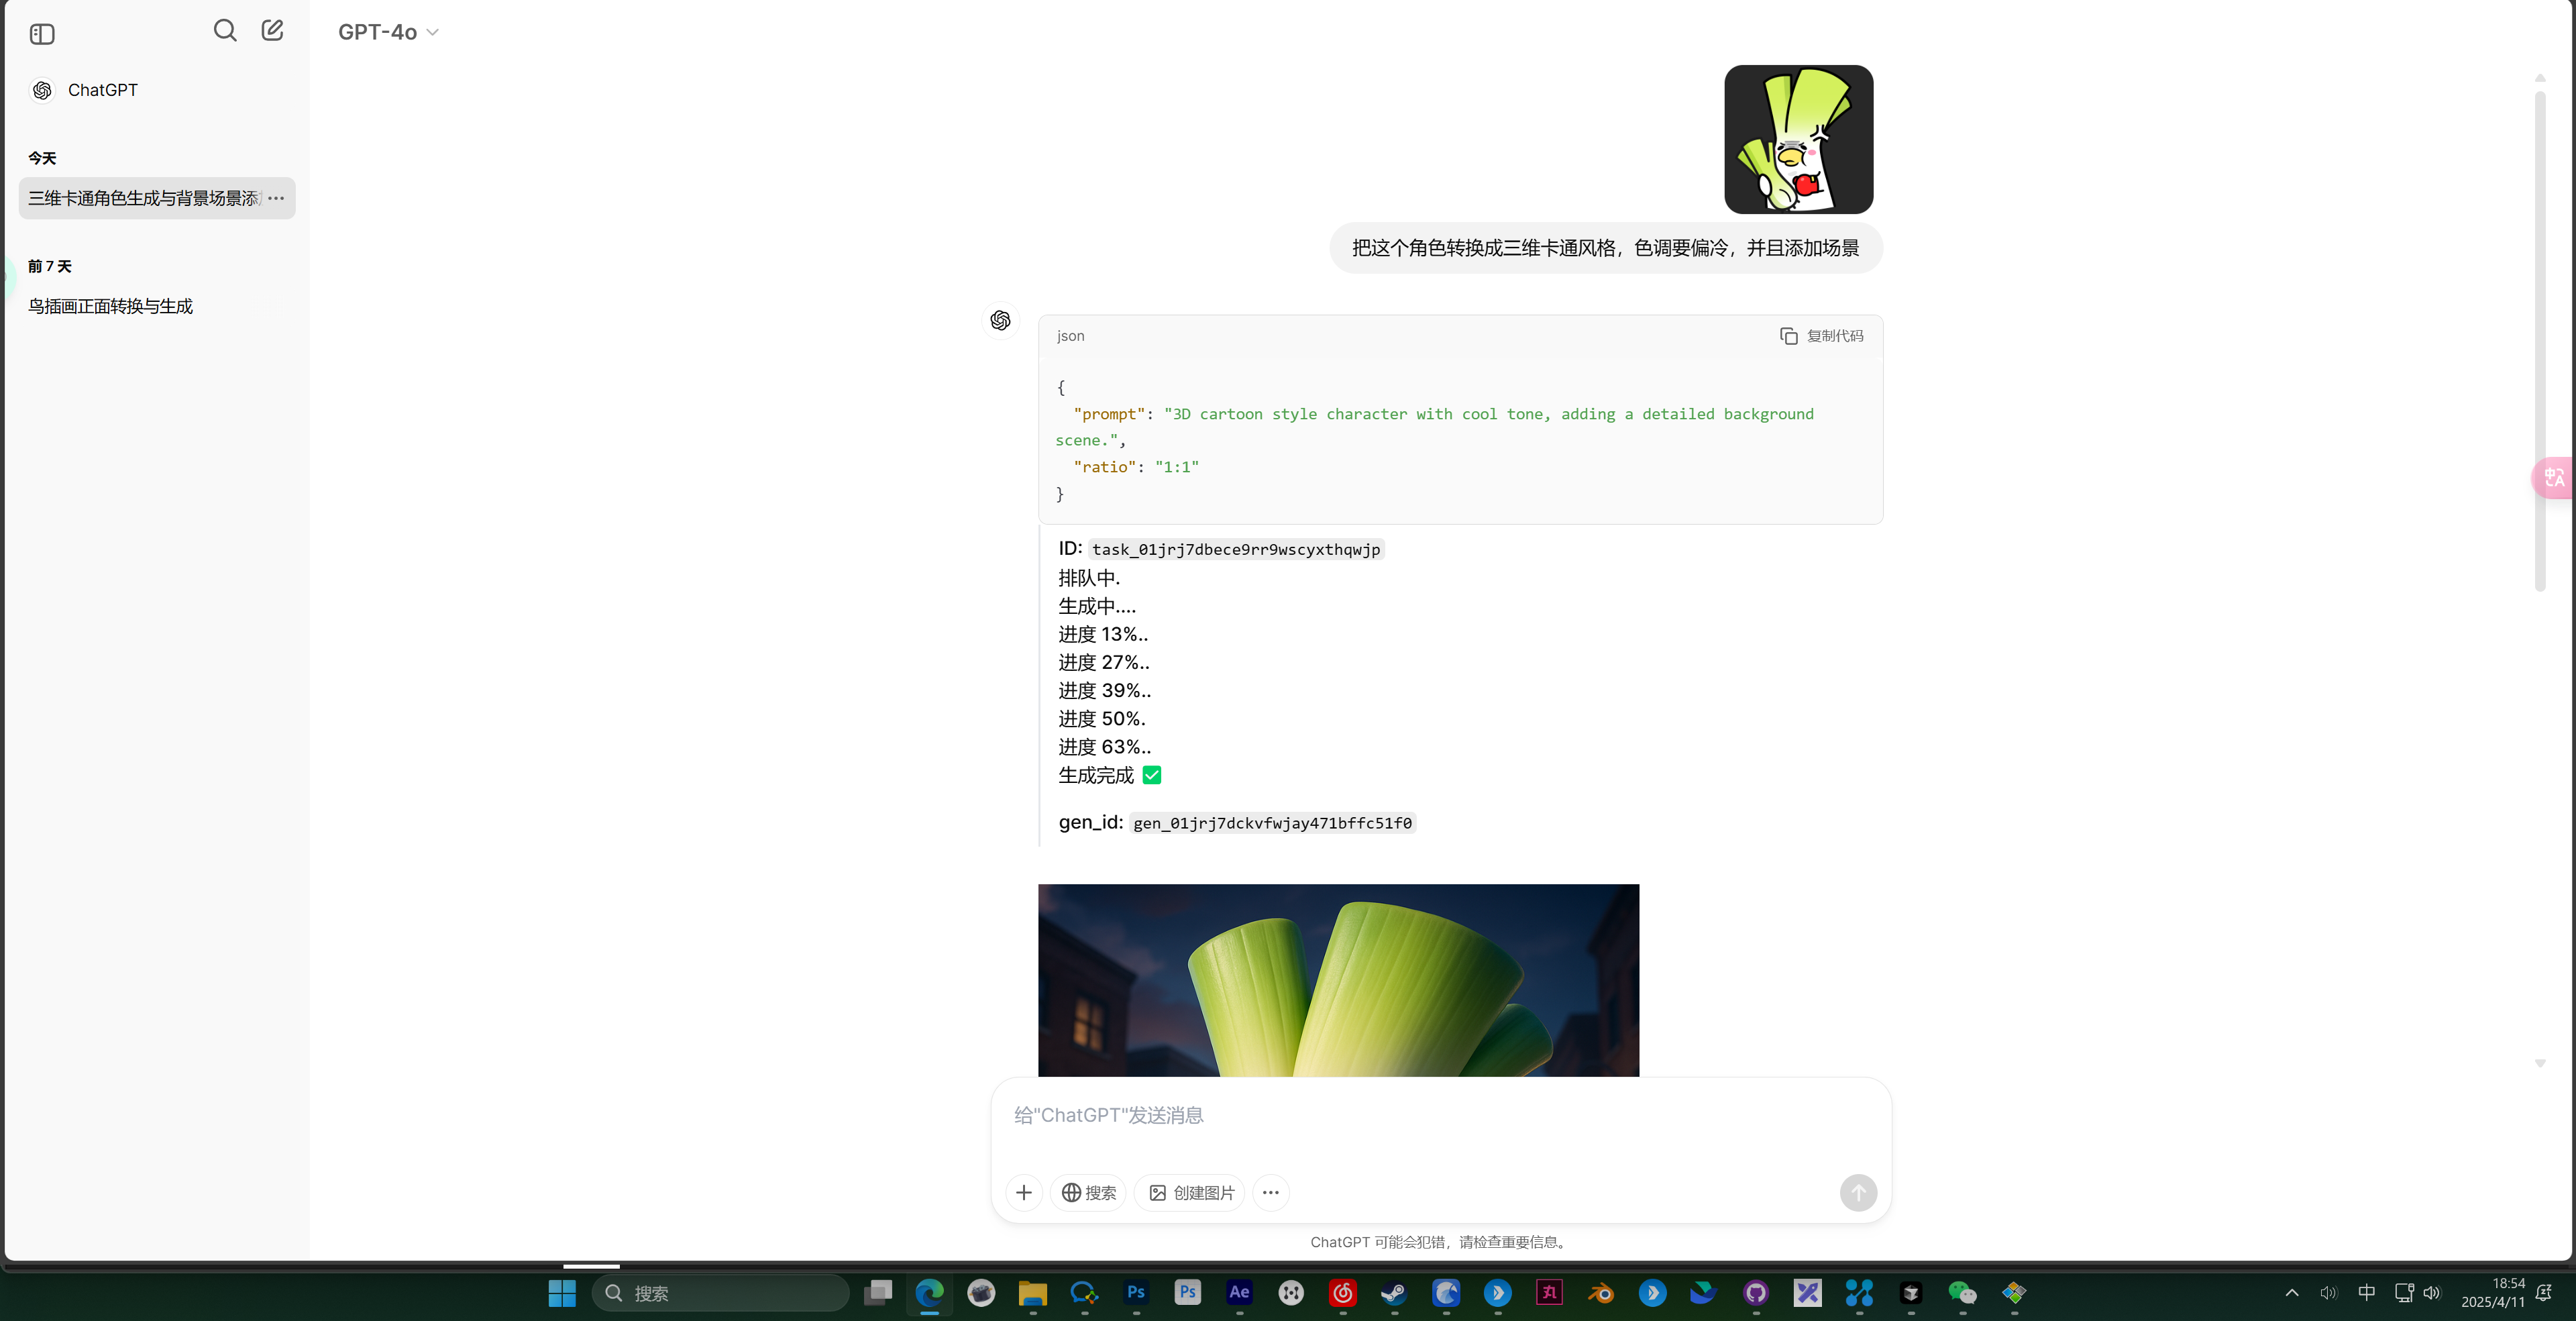 GPT-4o
ChatGPT
今天
三维卡通角色生成与背景场景添
前 7 天
鸟插画正面转换与生成
把这个角色转换成三维卡通风格，色调要偏冷，并且添加场景
json
复制代码
{
"prompt": "3D cartoon style character with cool tone, adding a detailed background
scene.",
"ratio": "1:1"
}
ID: task_01jrj7dbece9rr9wscyxthqwjp
排队中.
生成中....
进度 13%..
进度 27%..
进度 39%..
进度 50%.
进度 63%..
生成完成 ✅
gen_id: gen_01jrj7dckvfwjay471bffc51f0
中A
给"ChatGPT"发送消息
搜索
创建图片
ChatGPT 可能会犯错，请检查重要信息。
搜索
Ps
Ps
Ae
丸
中
18:54
2025/4/11